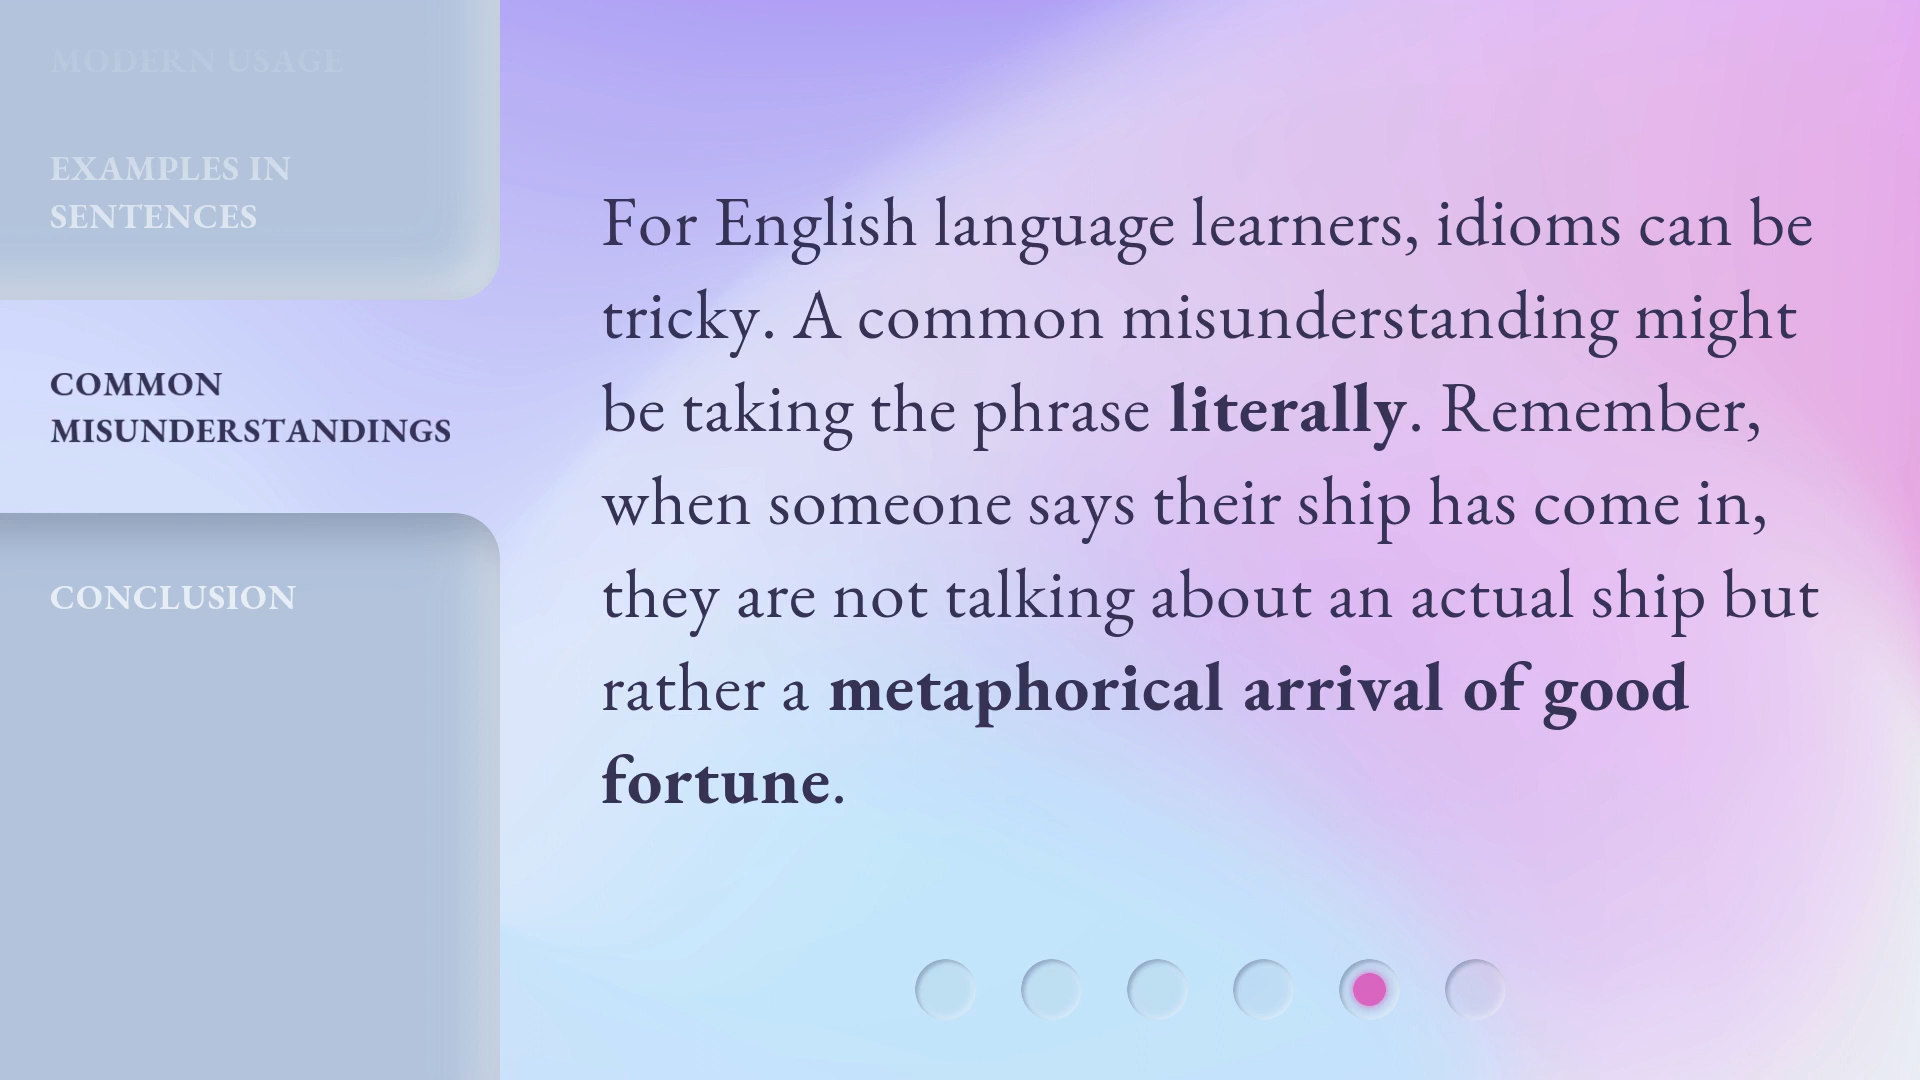 MODERN USAGE
EXAMPLES IN
SENTENCES
COMMON
MISUNDERSTANDINGS
CONCLUSION
For English language learners, idioms can be
tricky. A common misunderstanding might
be taking the phrase literally. Remember,
when someone says their ship has come in,
they are not talking about an actual ship but
rather a metaphorical arrival of good
fortune.